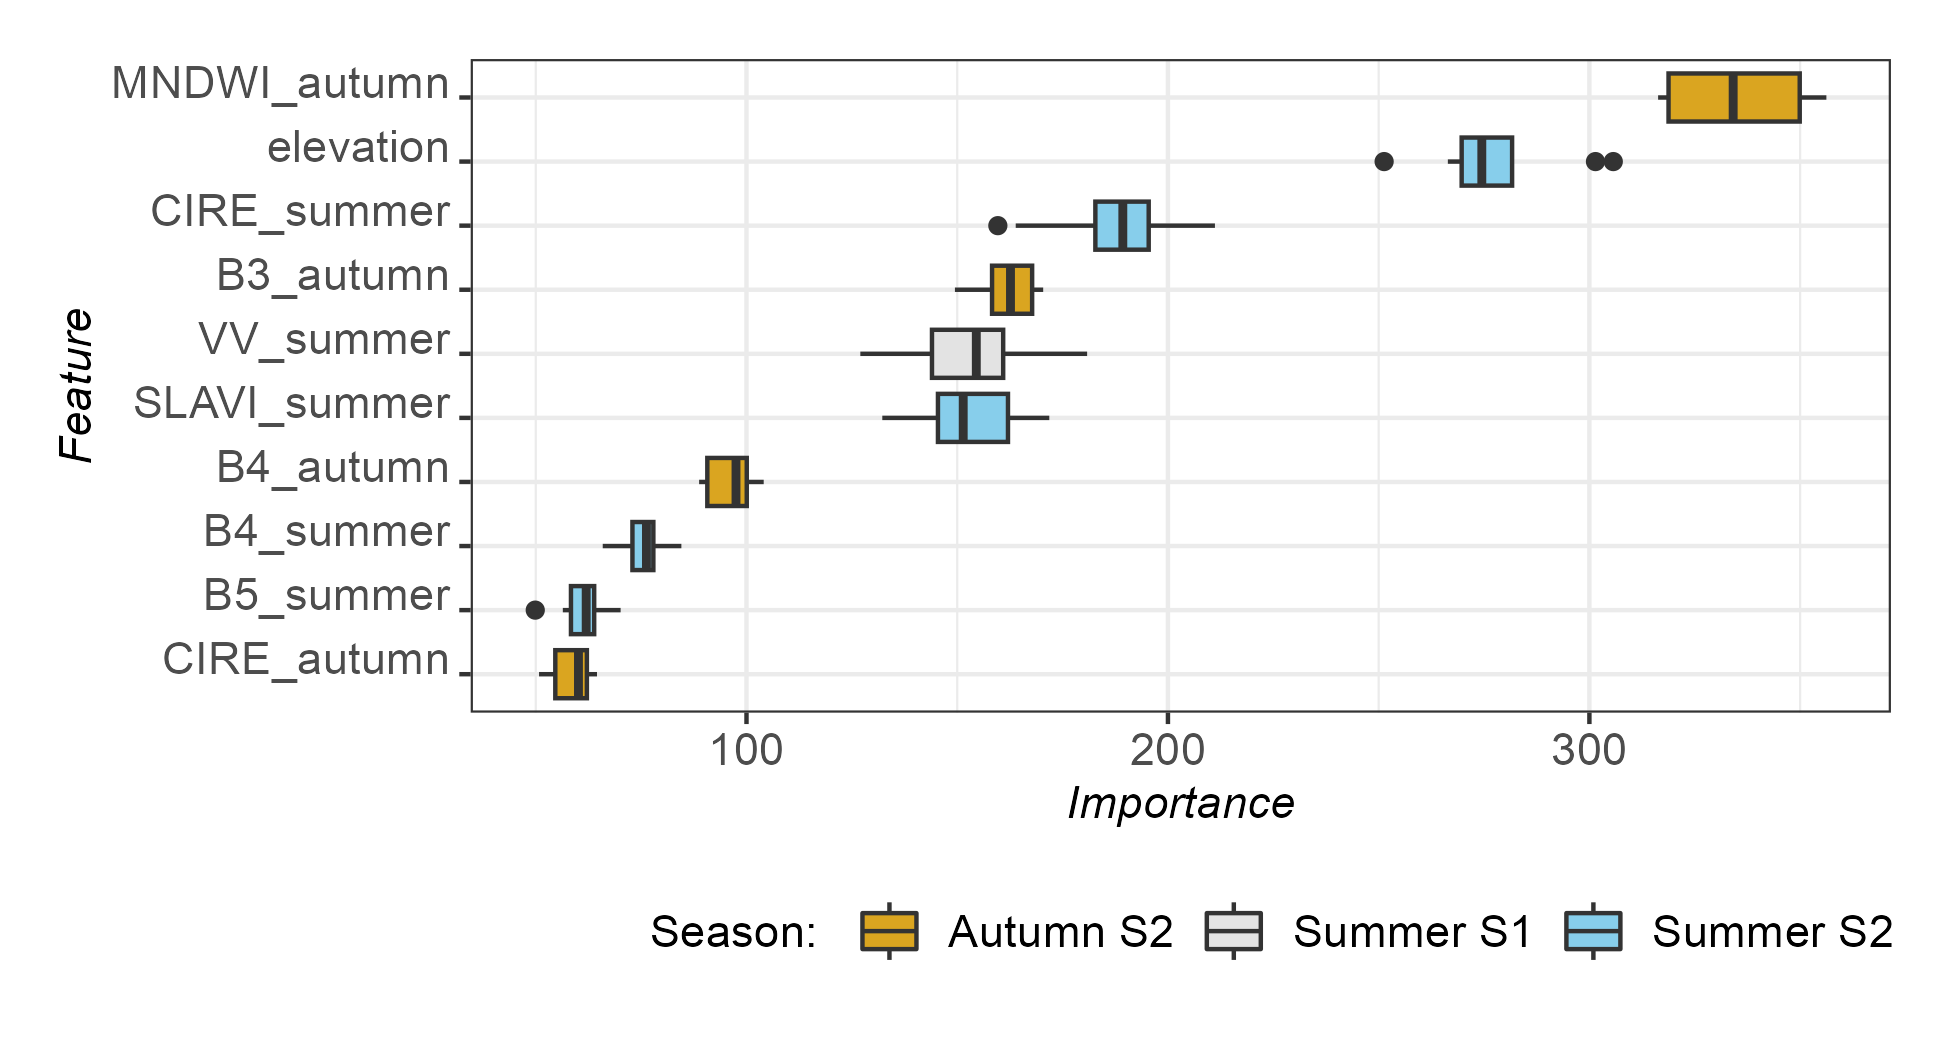 MNDWI_autumn
elevation
CIRE_summer
B3_autumn
VV_summer
SLAVI_summer
B4_autumn
B4_summer
B5_summer
CIRE_autumn
Feature
100 200 300
Importance
Season: Autumn S2 Summer S1 Summer S2